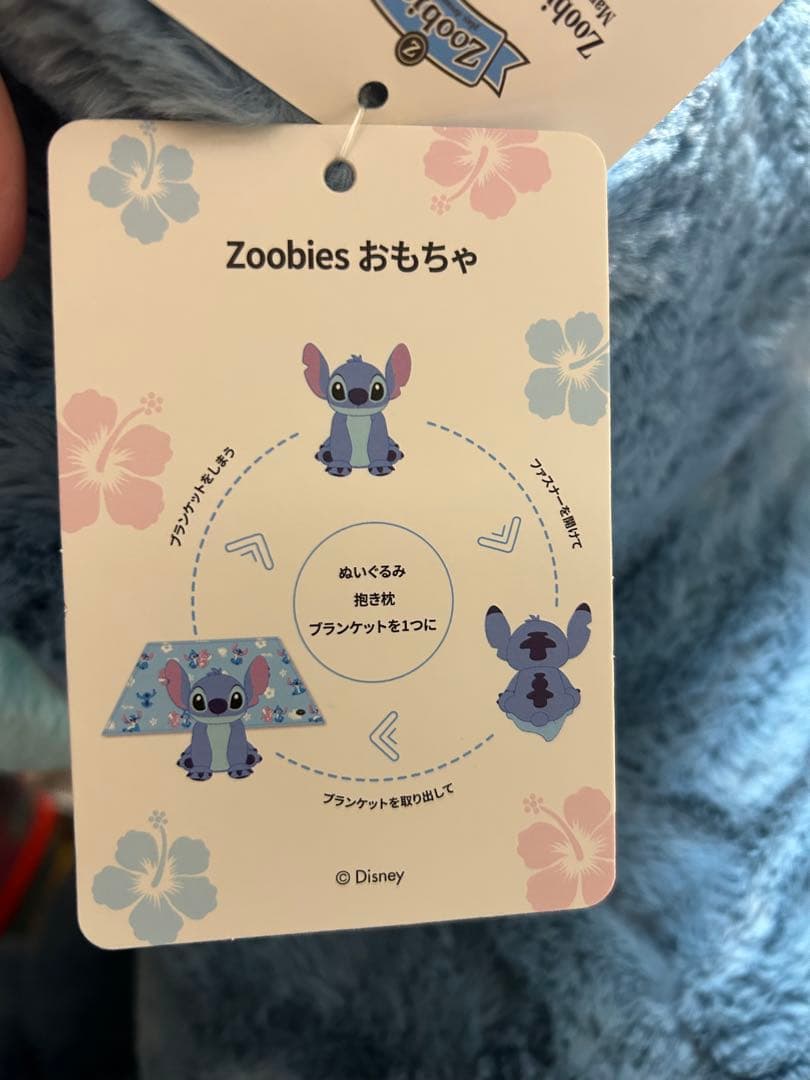 Zoobies
Zoobies おもちゃ
ファスナーを開けて
ブランケットを取り出して
ブランケットをしまう
ぬいぐるみ
抱き枕
ブランケットを1つに
© Disney